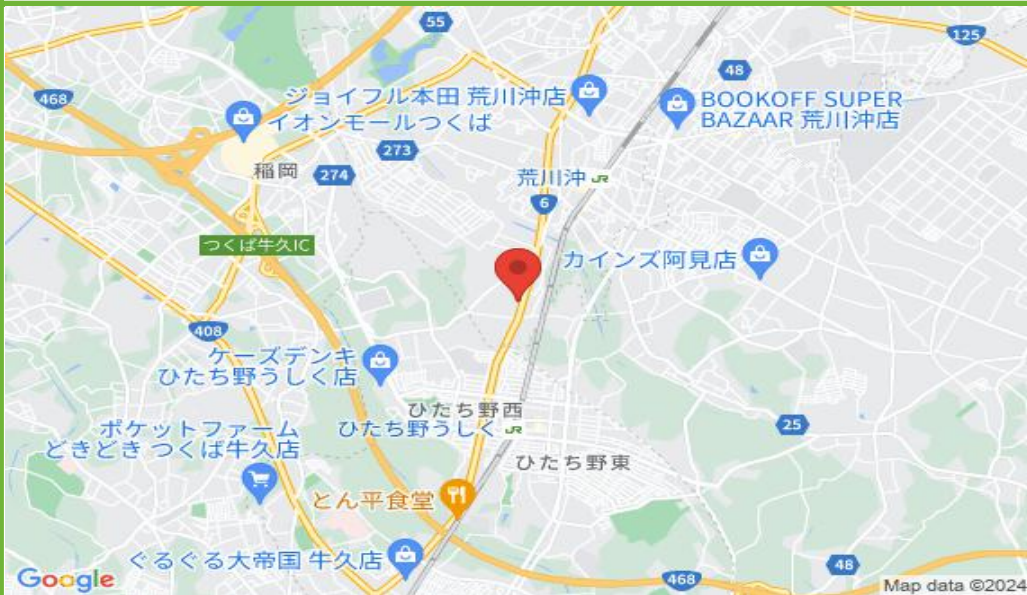 55
125
468
48
ジョイフル本田 荒川沖店
BOOKOFF SUPER
BAZAAR 荒川沖店
イオンモールつくば
273
稲岡
274
荒川沖 JR
6
つくば牛久IC
カインズ阿見店
408
ケーズデンキ
ひたち野うしく店
ひたち野西
ひたち野うしく JR
25
ポケットファーム
どきどき つくば牛久店
ひたち野東
とん平食堂
ぐるぐる大帝国 牛久店
48
468
Google
Map data ©2024